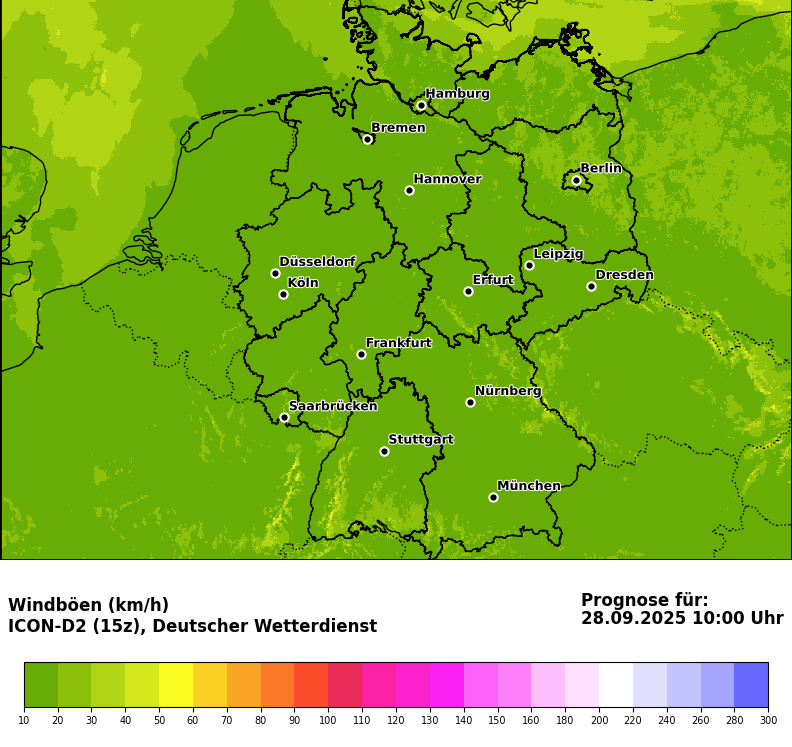 Hamburg
Bremen
Berlin
Hannover
Leipzig
Düsseldorf
Dresden
Köln
Erfurt
Frankfurt
Nürnberg
Saarbrücken
Stuttgart
München
Windböen (km/h)
ICON-D2 (15z), Deutscher Wetterdienst
Prognose für:
28.09.2025 10:00 Uhr
10 20 30 40 50 60 70 80 90 100 110 120 130 140 150 160 180 200 220 240 260 280 300